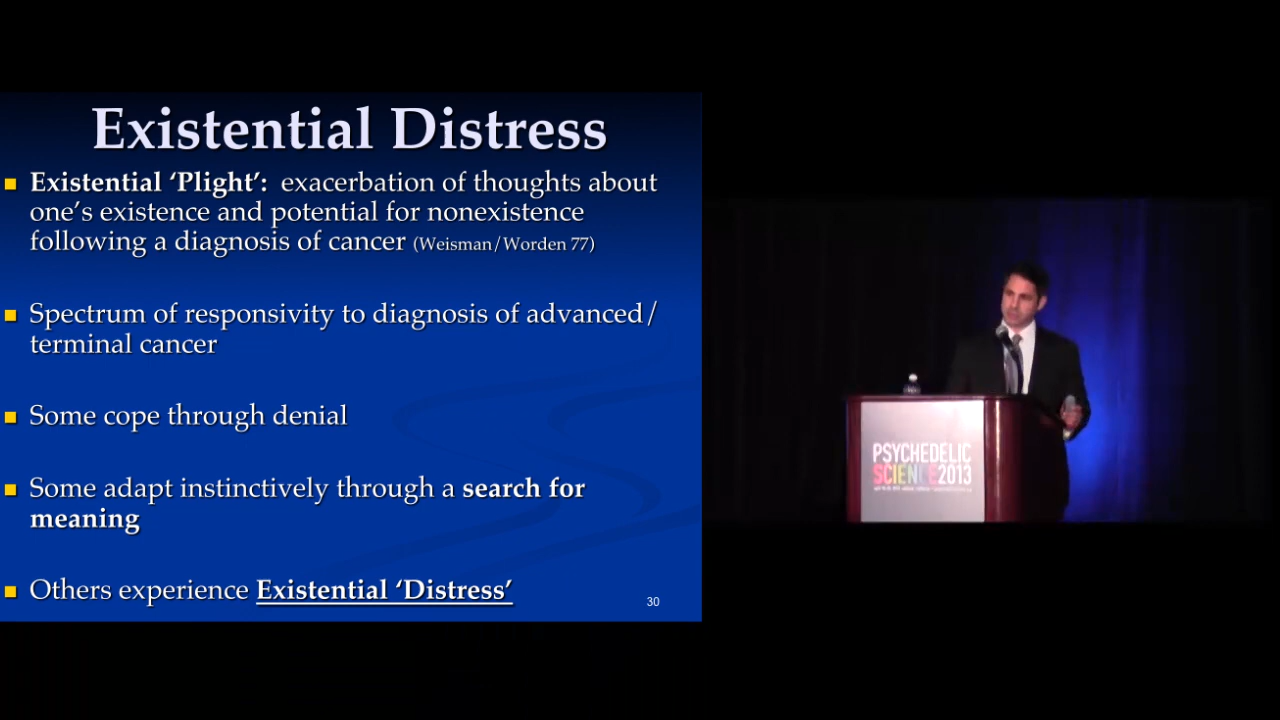 Existential Distress
Existential ‘Plight’: exacerbation of thoughts about
one’s existence and potential for nonexistence
following a diagnosis of cancer (Weisman/Worden 77)
Spectrum of responsivity to diagnosis of advanced/
terminal cancer
Some cope through denial
Some adapt instinctively through a search for
meaning
Others experience Existential ‘Distress’
30
PSYCHEDELIC
SCIENCE2013